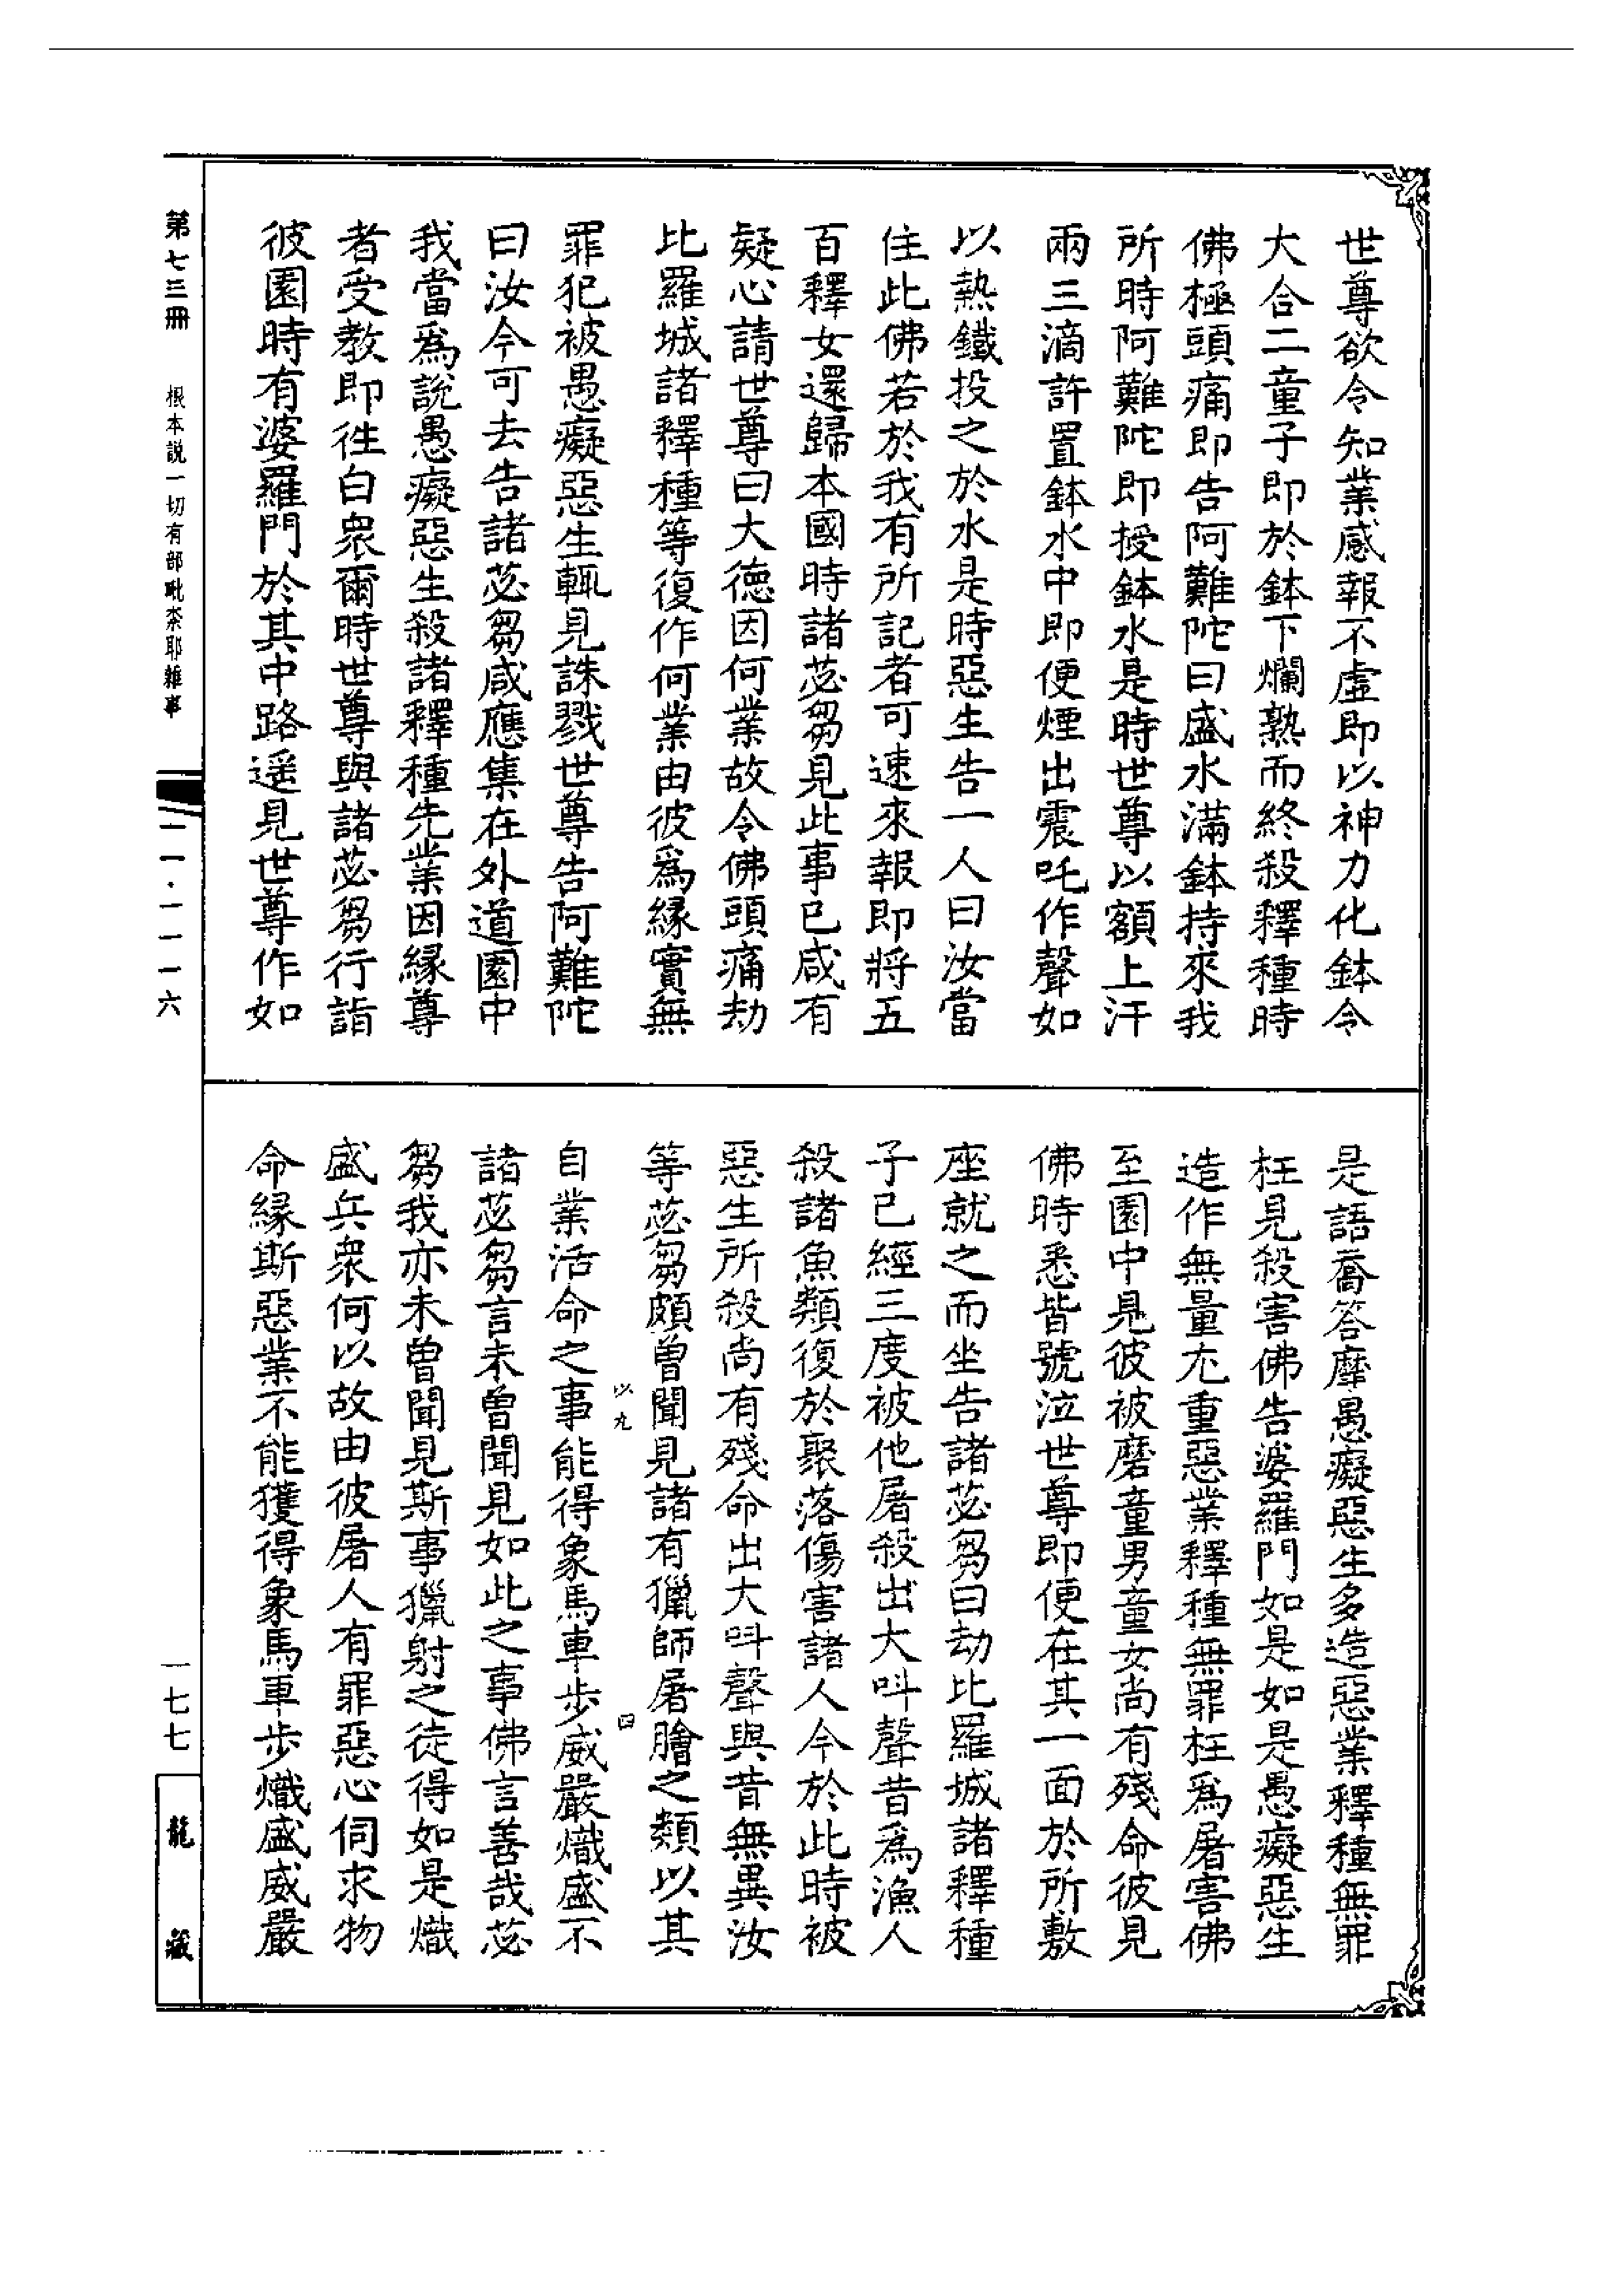 世尊欲令知業感報不虛即以神力化鉢令
大合二童子即於鉢下爛熟而終殺釋種時
佛極頭痛即告阿難陀曰盛水滿鉢持來我
所時阿難陀即授鉢水是時世尊以額上汗
兩三滴許置鉢水中即便煙出震吒作聲如
以熱鐵投之於水是時惡生告一人曰汝當
住此佛若於我有所記者可速來報即將五
百釋女還歸本國時諸苾芻見此事已咸有
疑心請世尊曰大德因何業故令佛頭痛劫
比羅城諸釋種等復作何業由彼爲緣實無
罪犯被愚癡惡生輒見誅戮世尊告阿難陀
曰汝今可去告諸苾芻咸應集在外道園中
我當爲說愚癡惡生殺諸釋種先業因緣尊
者受教即徃白衆爾時世尊與諸苾芻行詣
彼園時有婆羅門於其中路遥見世尊作如
是語喬答摩愚癡惡生多造惡業釋種無罪
枉見殺害佛告婆羅門如是如是愚癡惡生
造作無量尢重惡業釋種無罪枉爲屠害佛
至園中見彼被磨童男童女尚有殘命彼見
佛時悉皆號泣世尊即便在其一面於所敷
座就之而坐告諸苾芻曰劫比羅城諸釋種
子已經三度被他屠殺出大呌聲昔爲漁人
殺諸魚類復於聚落傷害諸人今於此時被
惡生所殺尚有殘命出大呌聲與昔無異汝
等苾芻頗曾聞見諸有獵師屠膾之類以其
自業活命之事能得象馬車步威嚴熾盛不
諸苾芻言未曾聞見如此之事佛言善哉苾
芻我亦未曾聞見斯事獵射之徒得如是熾
盛兵衆何以故由彼屠人有罪惡心伺求物
命緣斯惡業不能獲得象馬車步熾盛威嚴
以九
四
第七三冊
根本說一切有部毗柰耶雜事
一一·一一一六
一七七
龍藏